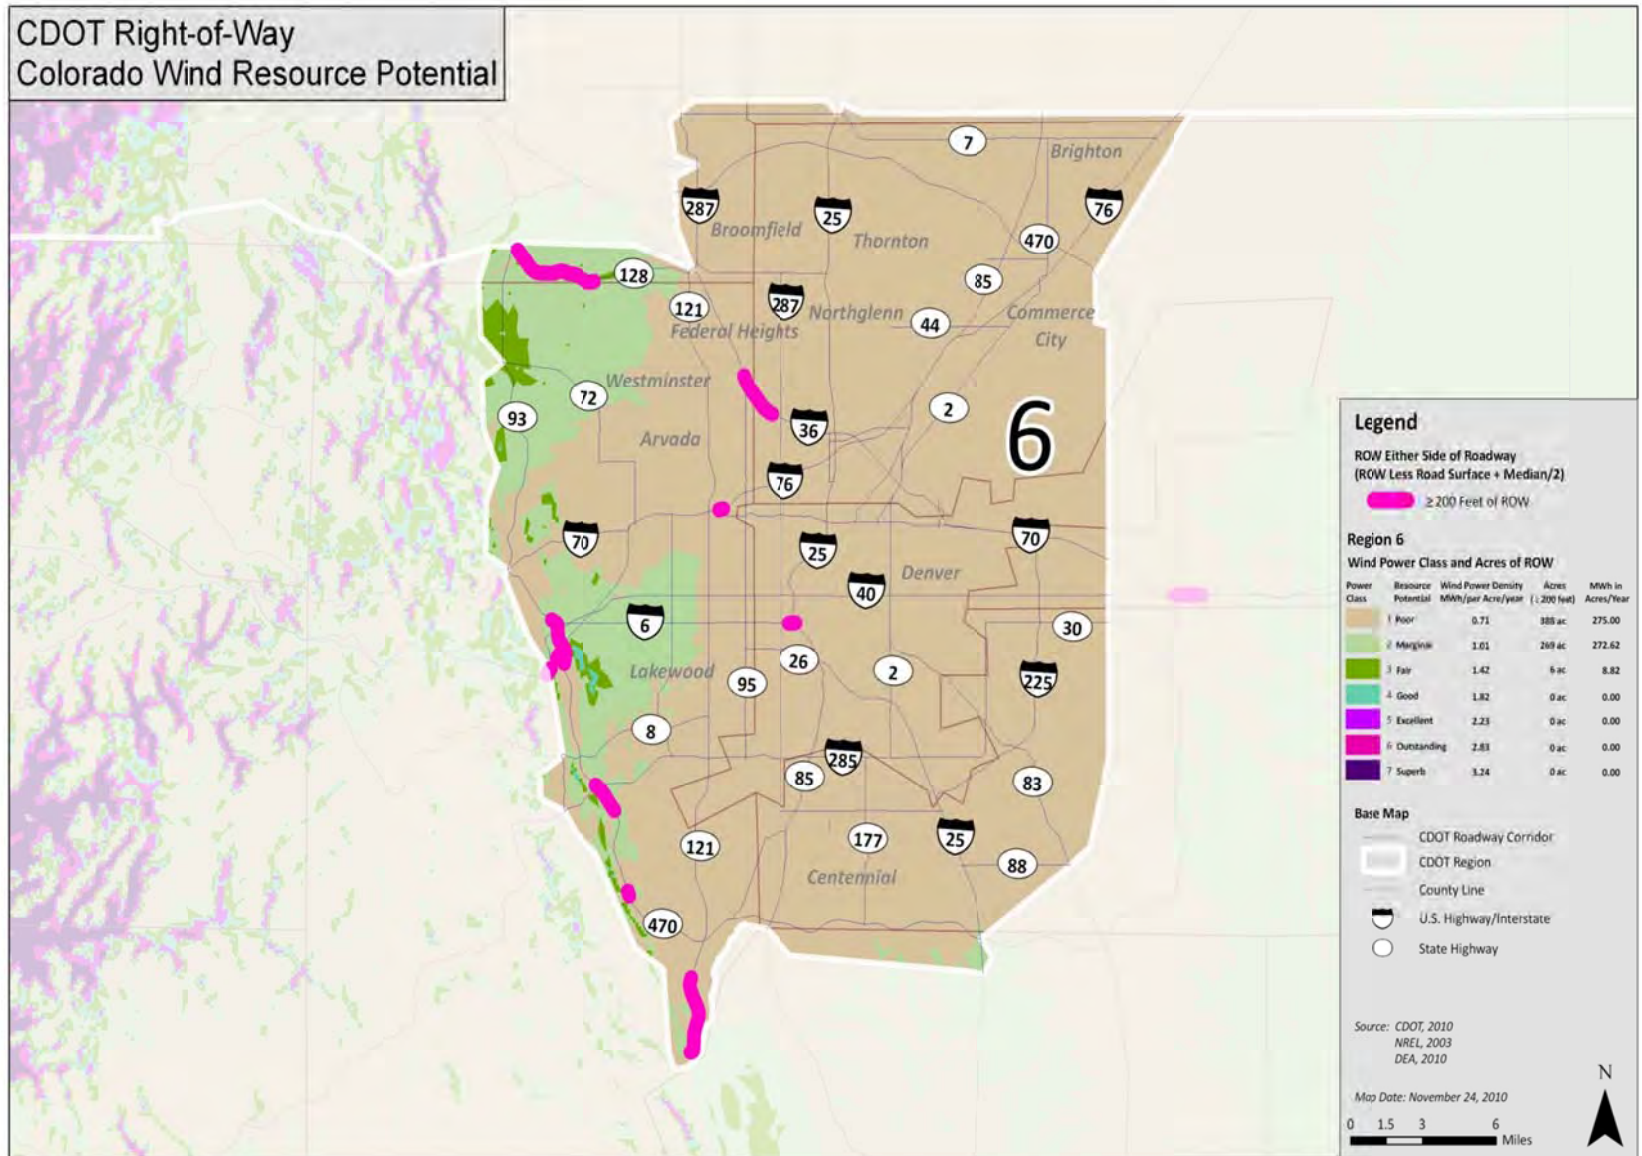 CDOT Right-of-Way
Colorado Wind Resource Potential
7
Brighton
287
25
76
Broomfield
Thornton
470
128
85
121
287
Northglenn
44
Commerce
City
Federal Heights
Westminster
72
2
93
36
6
Arvada
76
70
70
25
Denver
40
6
30
26
Lakewood
95
2
225
8
285
85
83
121
177
25
88
Centennial
470
Legend
ROW Either Side of Roadway
(ROW Less Road Surface + Median/2)
≥ 200 Feet of ROW
Region 6
Wind Power Class and Acres of ROW
Power Class Resource Potential Wind Power Density MWh/per Acre/year Acres (≥ 200 feet) MWh in Acres/Year
1 Poor 0.71 388 ac 275.00
2 Marginal 1.01 269 ac 272.62
3 Fair 1.42 6 ac 8.82
4 Good 1.82 0 ac 0.00
5 Excellent 2.23 0 ac 0.00
6 Outstanding 2.83 0 ac 0.00
7 Superb 3.24 0 ac 0.00
Base Map
CDOT Roadway Corridor
CDOT Region
County Line
U.S. Highway/Interstate
State Highway
Source: CDOT, 2010
NREL, 2003
DEA, 2010
N
Map Date: November 24, 2010
0 1.5 3 6
Miles